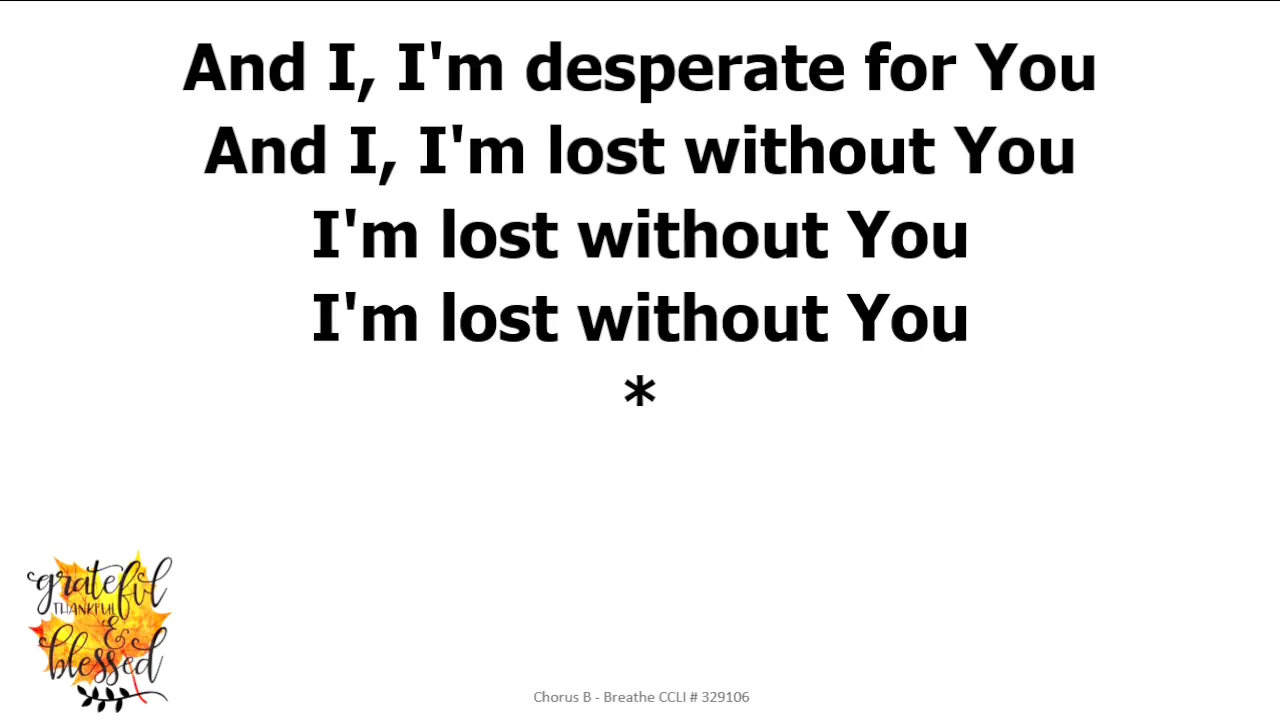 And I, I'm desperate for You
And I, I'm lost without You
I'm lost without You
I'm lost without You
*
grateful
THANKFUL
&
blessed
Chorus B - Breathe CCLI # 329106